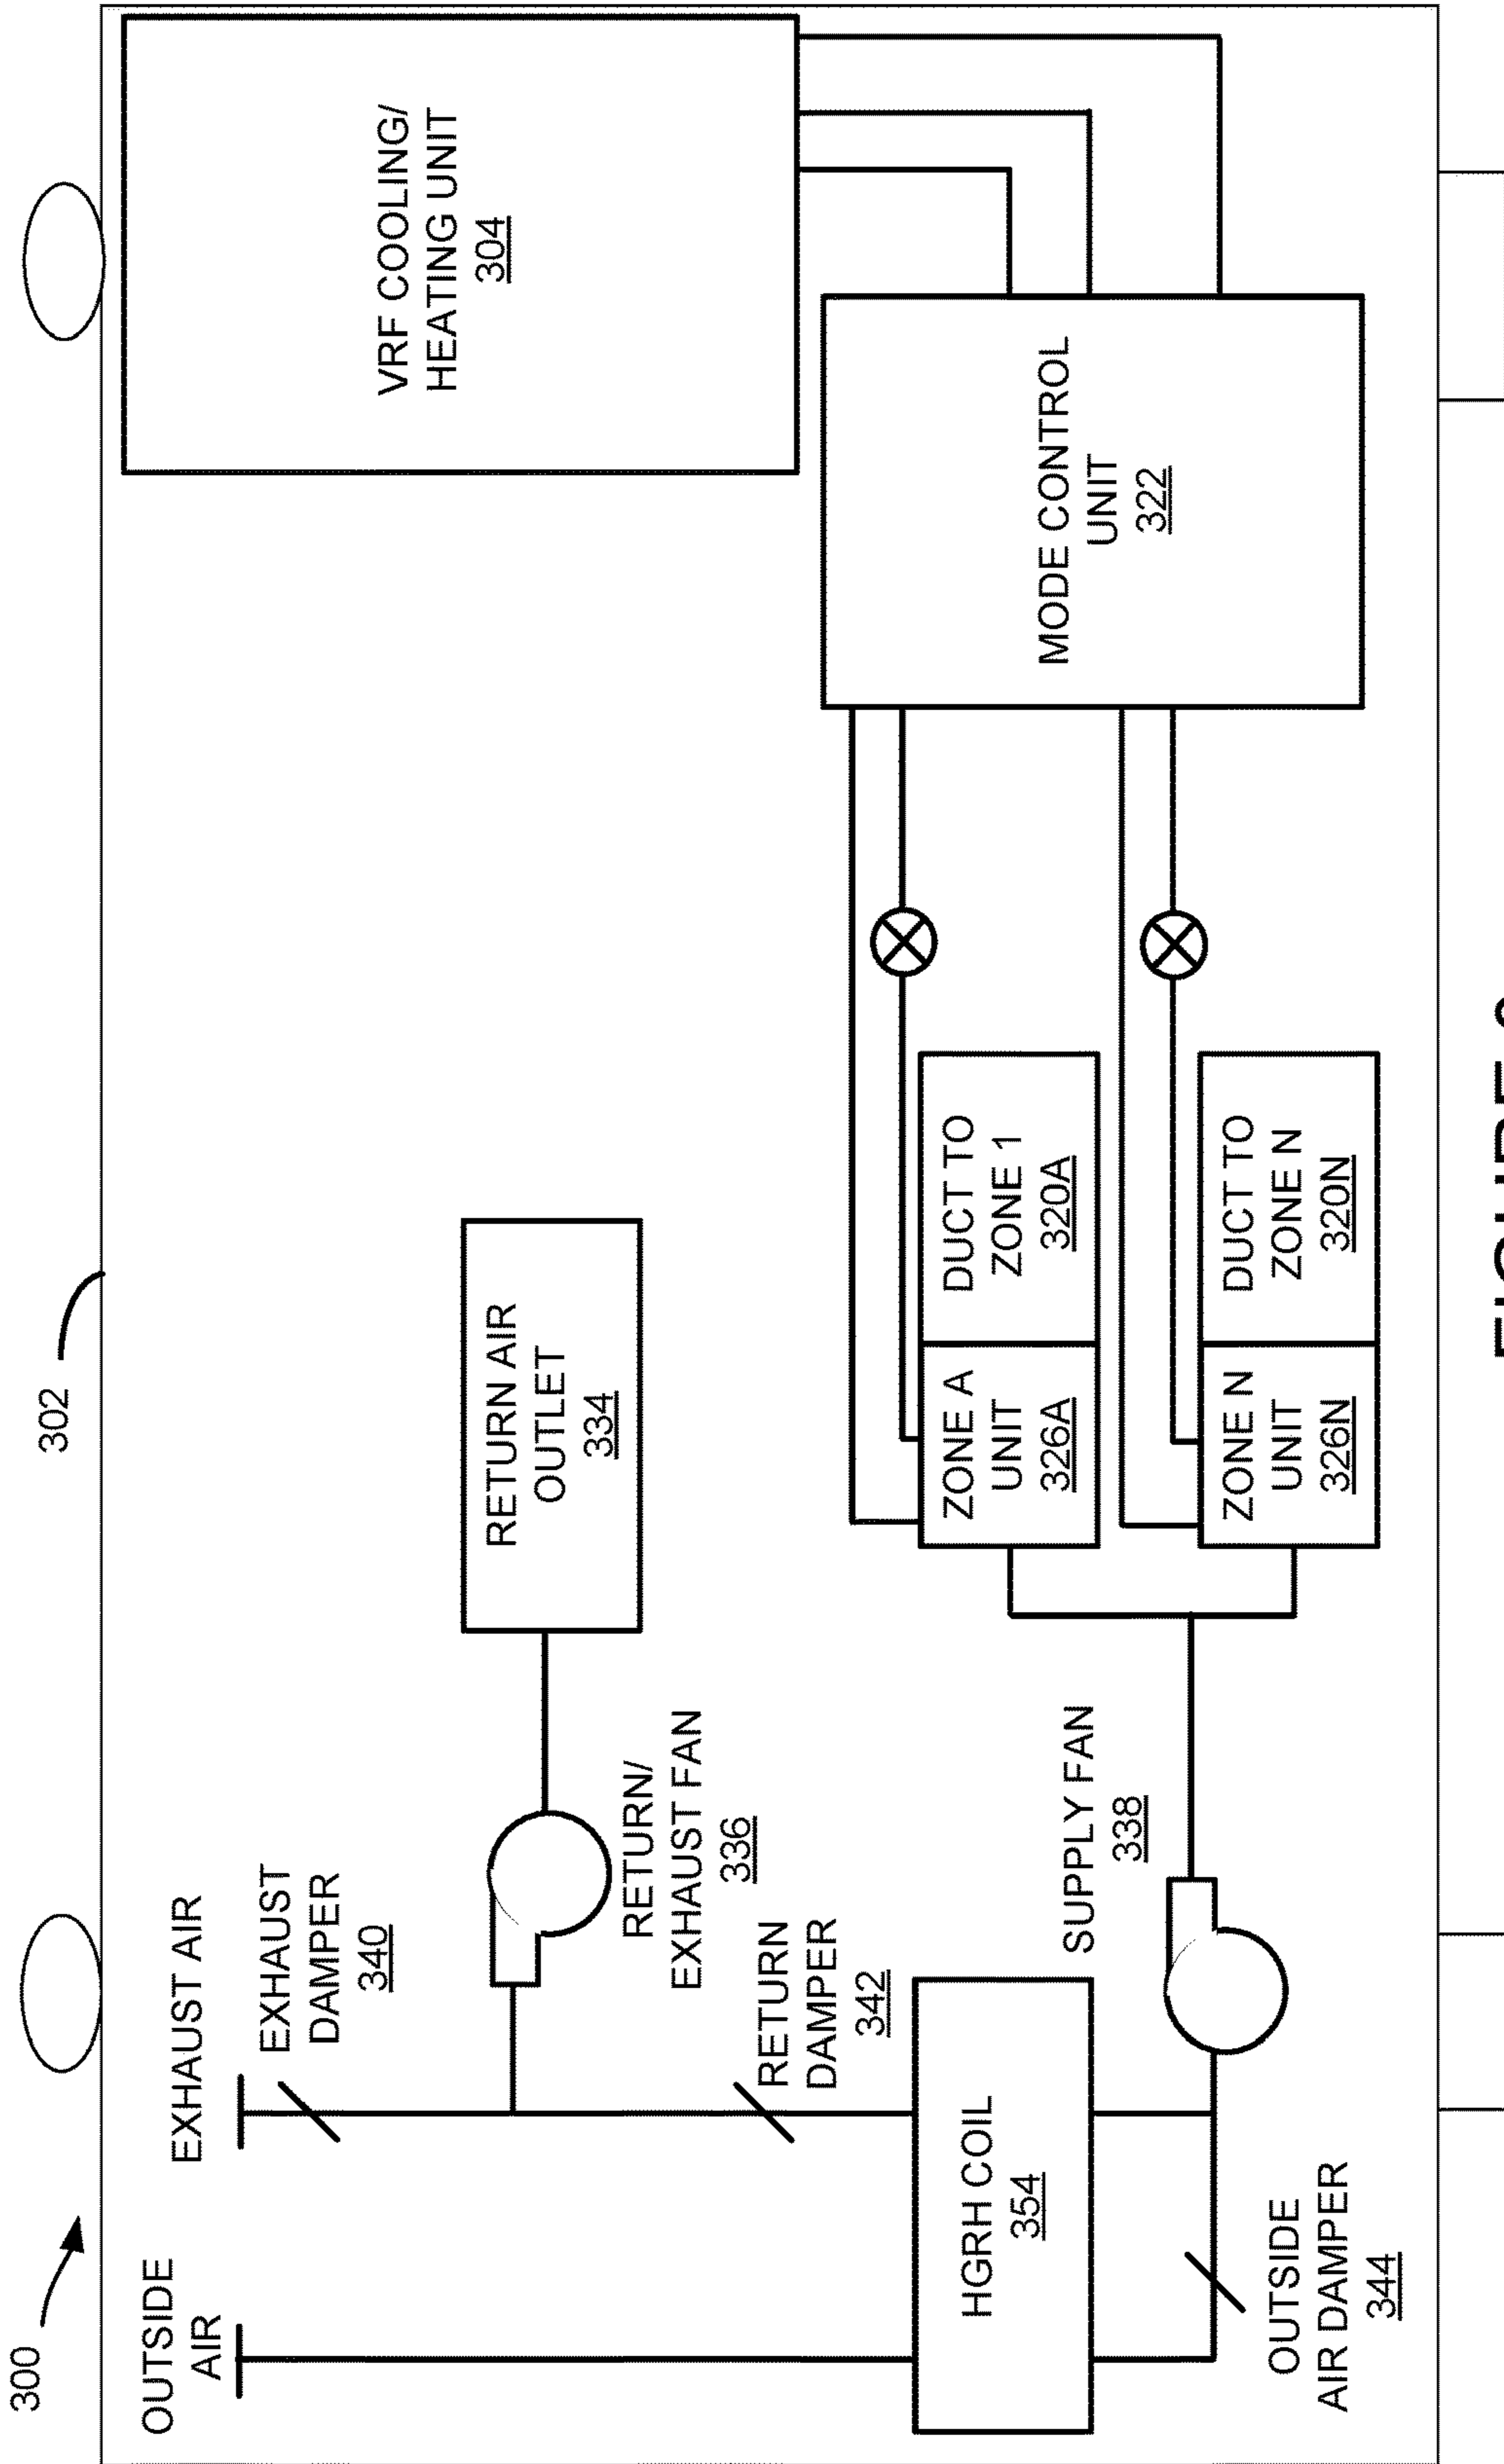 300
302
OUTSIDE
AIR
EXHAUST AIR
EXHAUST
DAMPER
340
VRF COOLING/
HEATING UNIT
304
RETURN AIR
OUTLET
334
RETURN/
EXHAUST FAN
336
RETURN
DAMPER
342
HGRH COIL
354
SUPPLY FAN
338
ZONE A
UNIT
326A
DUCT TO
ZONE 1
320A
MODE CONTROL
UNIT
322
OUTSIDE
AIR DAMPER
344
ZONE N
UNIT
326N
DUCT TO
ZONE N
320N
FIGURE